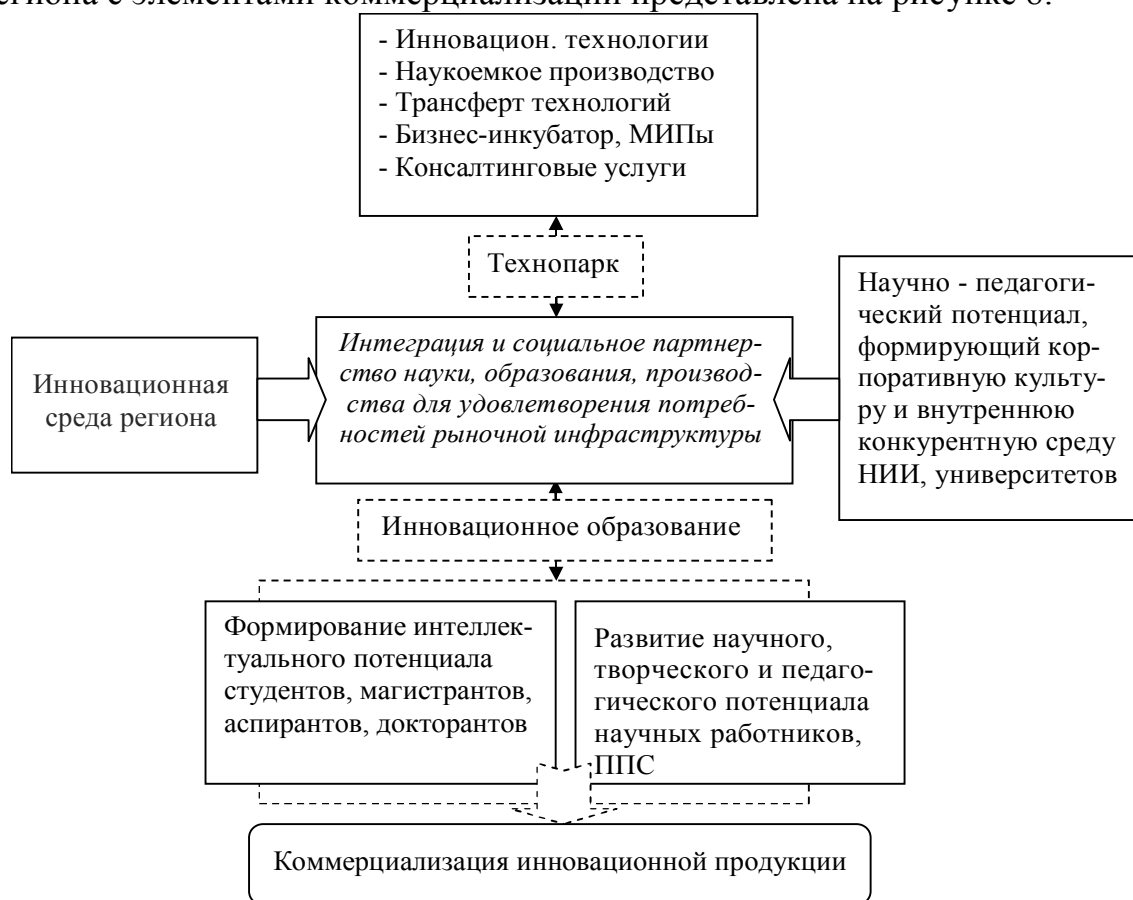 егиона с элементами коммерциализации представлена на рисунке 8.
- Инновацион. технологии
- Наукоемкое производство
- Трансферт технологий
- Бизнес-инкубатор, МИПы
- Консалтинговые услуги
Технопарк
Научно - педагоги-
ческий потенциал,
формирующий кор-
поративную культу-
ру и внутреннюю
конкурентную среду
НИИ, университетов
Интеграция и социальное партнер-
ство науки, образования, производ-
ства для удовлетворения потреб-
ностей рыночной инфраструктуры
Инновационная
среда региона
Инновационное образование
Формирование интеллек-
туального потенциала
студентов, магистрантов,
аспирантов, докторантов
Развитие научного,
творческого и педаго-
гического потенциала
научных работников,
ППС
Коммерциализация инновационной продукции